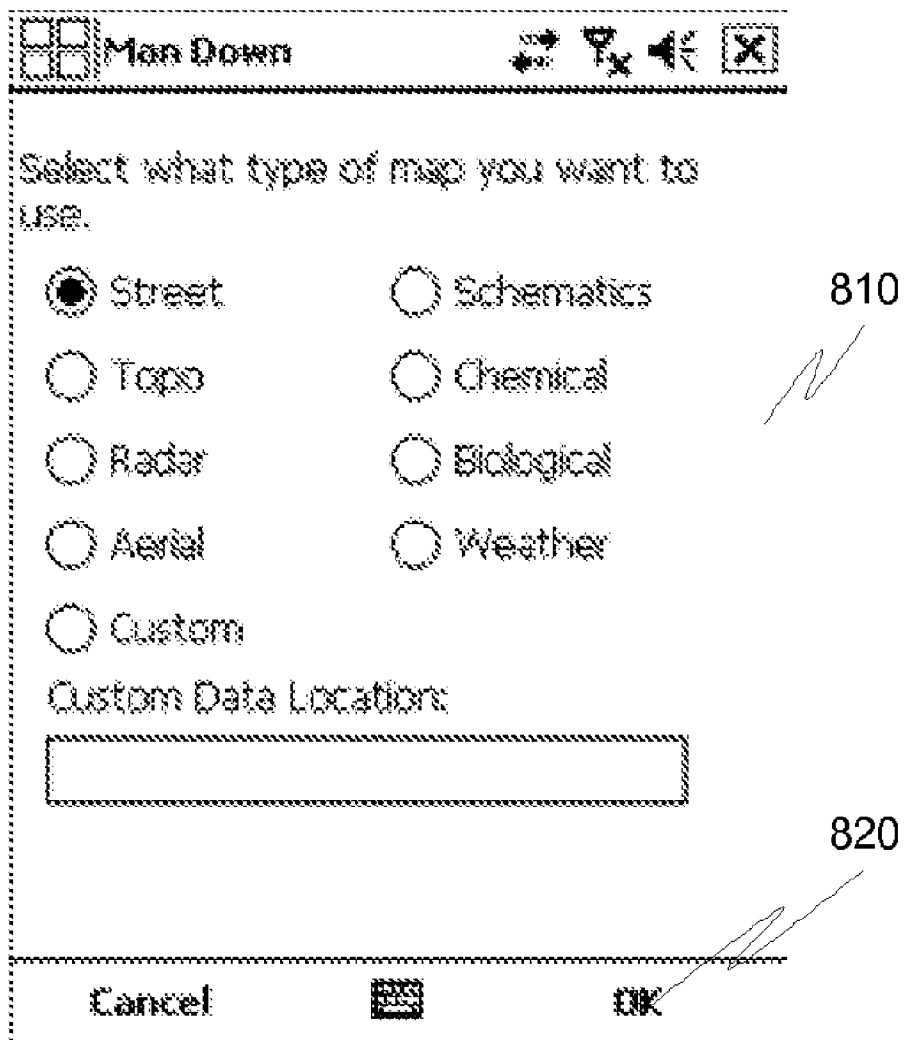 Man Down
Select what type of map you want to
use.
Street Schematics
810
Topo Chemical
Radar Biological
Aerial Weather
Custom
Custom Data Location:
820
Cancel OK